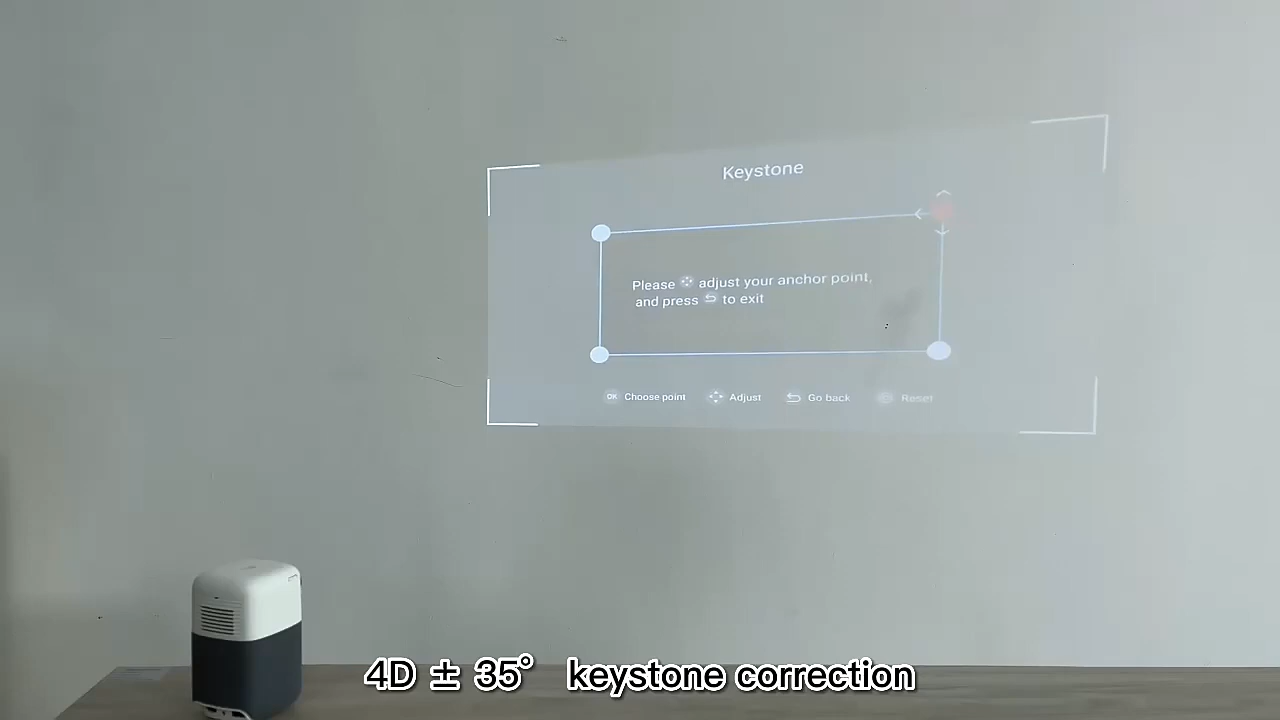 Keystone
Please adjust your anchor point,
and press to exit
OK Choose point Adjust Go back Reset
4D ± 35° keystone correction